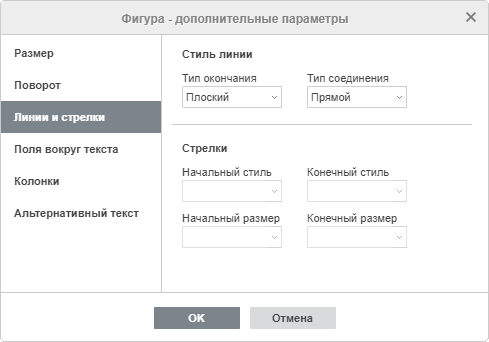 Фигура - дополнительные параметры
Размер
Поворот
Линии и стрелки
Поля вокруг текста
Колонки
Альтернативный текст
Стиль линии
Тип окончания Тип соединения
Плоский Прямой
Стрелки
Начальный стиль Конечный стиль
Начальный размер Конечный размер
OK Отмена